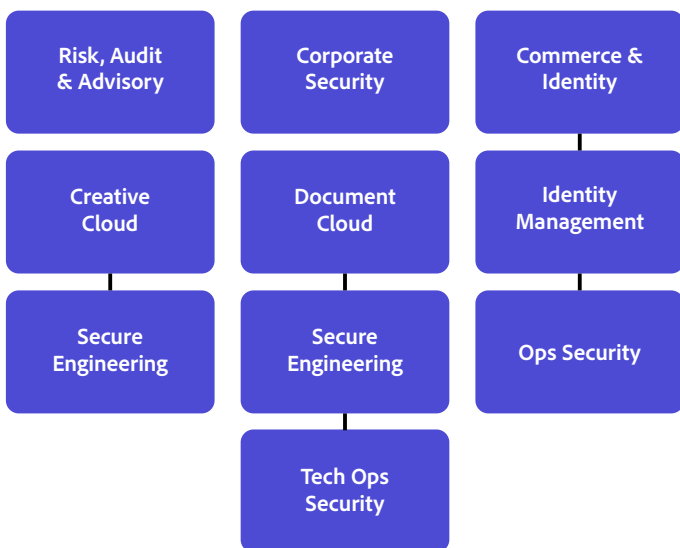 Risk, Audit
& Advisory
Corporate
Security
Commerce &
Identity
Creative
Cloud
Document
Cloud
Identity
Management
Secure
Engineering
Secure
Engineering
Ops Security
Tech Ops
Security